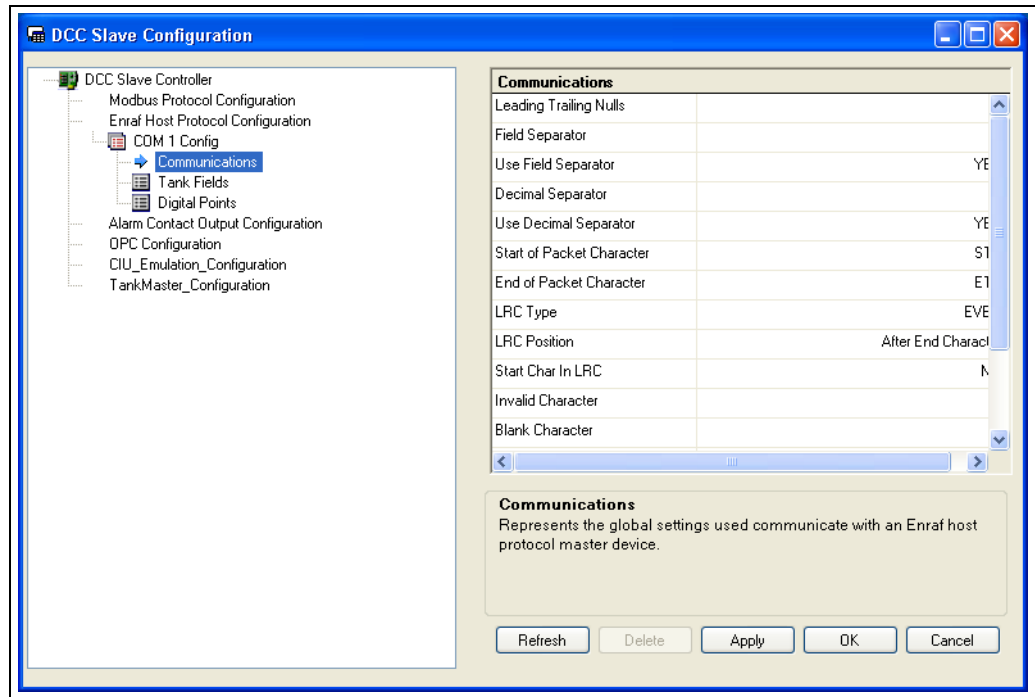 DCC Slave Configuration
DCC Slave Controller
Modbus Protocol Configuration
Enraf Host Protocol Configuration
COM 1 Config
Communications
Tank Fields
Digital Points
Alarm Contact Output Configuration
OPC Configuration
CIU_Emulation_Configuration
TankMaster_Configuration
Communications
Leading Trailing Nulls
Field Separator
Use Field Separator
Decimal Separator
Use Decimal Separator
Start of Packet Character
End of Packet Character
LRC Type EVE
LRC Position After End Charact
Start Char In LRC
Invalid Character
Blank Character
Communications
Represents the global settings used communicate with an Enraf host
protocol master device.
Refresh Delete Apply OK Cancel